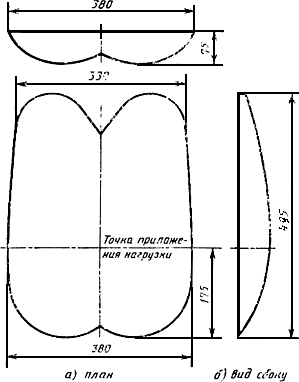 380
75
330
Точка приложе-
ния нагрузки
495
175
380
а) план
б) вид сбоку